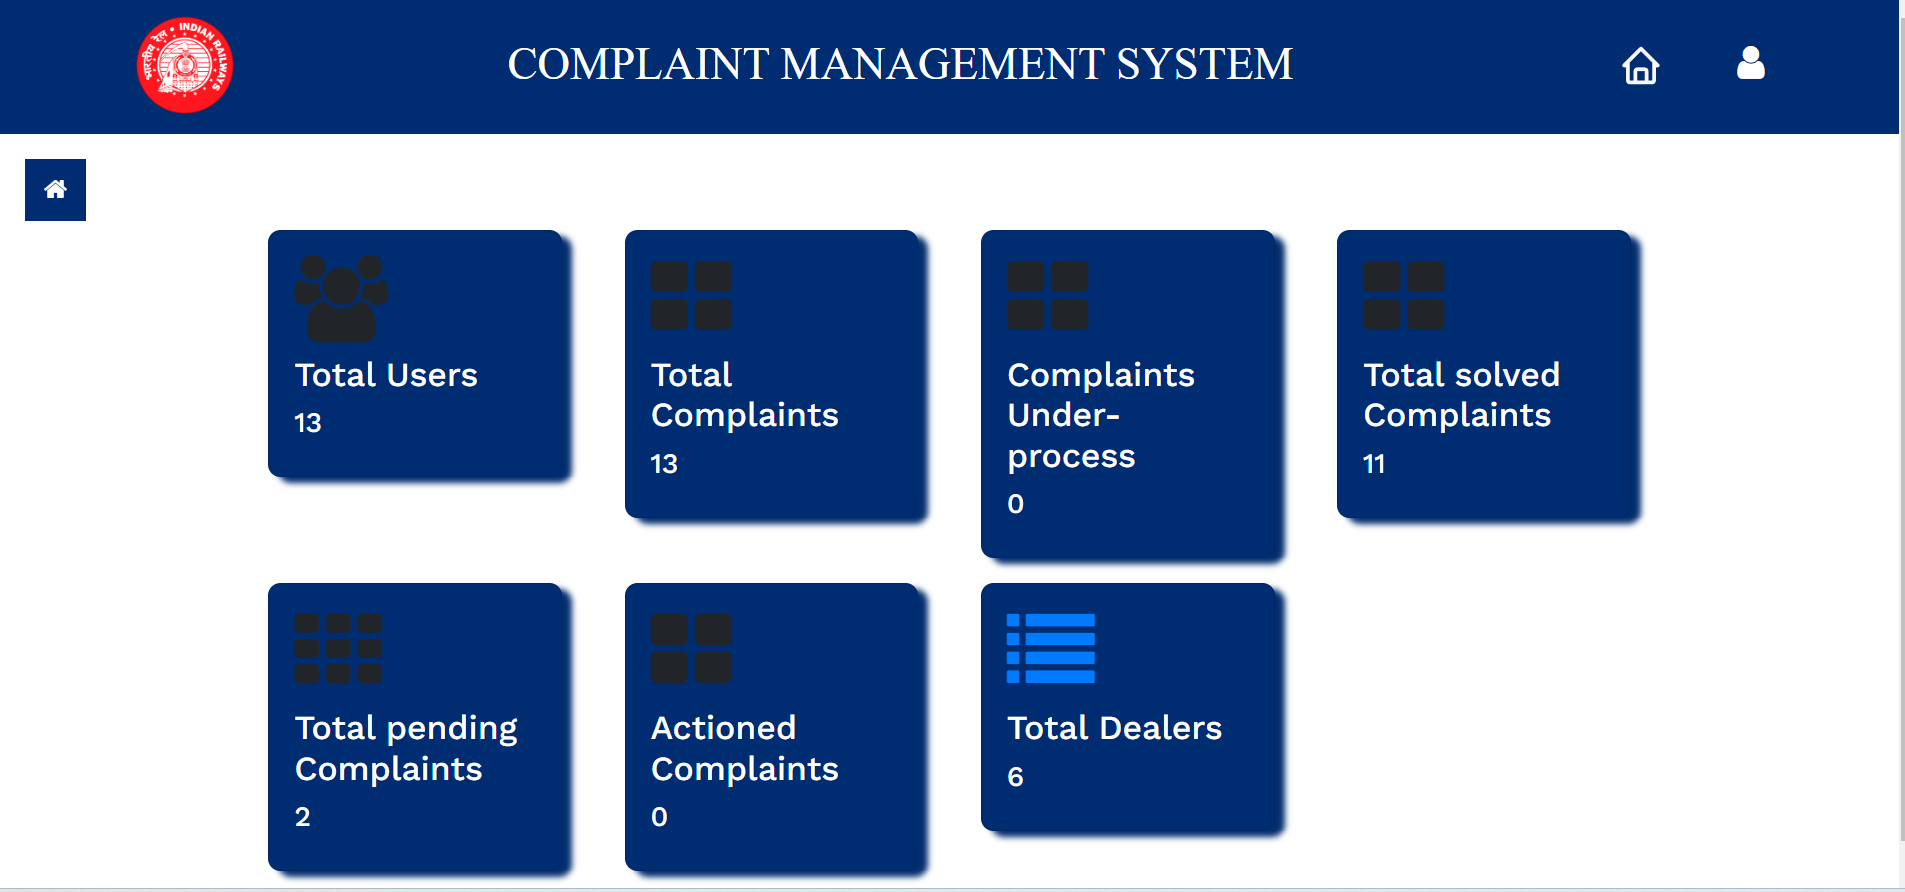 भारतीय रेल • INDIAN RAILWAYS
COMPLAINT MANAGEMENT SYSTEM
Total Users
13
Total
Complaints
13
Complaints
Under-
process
0
Total solved
Complaints
11
Total pending
Complaints
2
Actioned
Complaints
0
Total Dealers
6